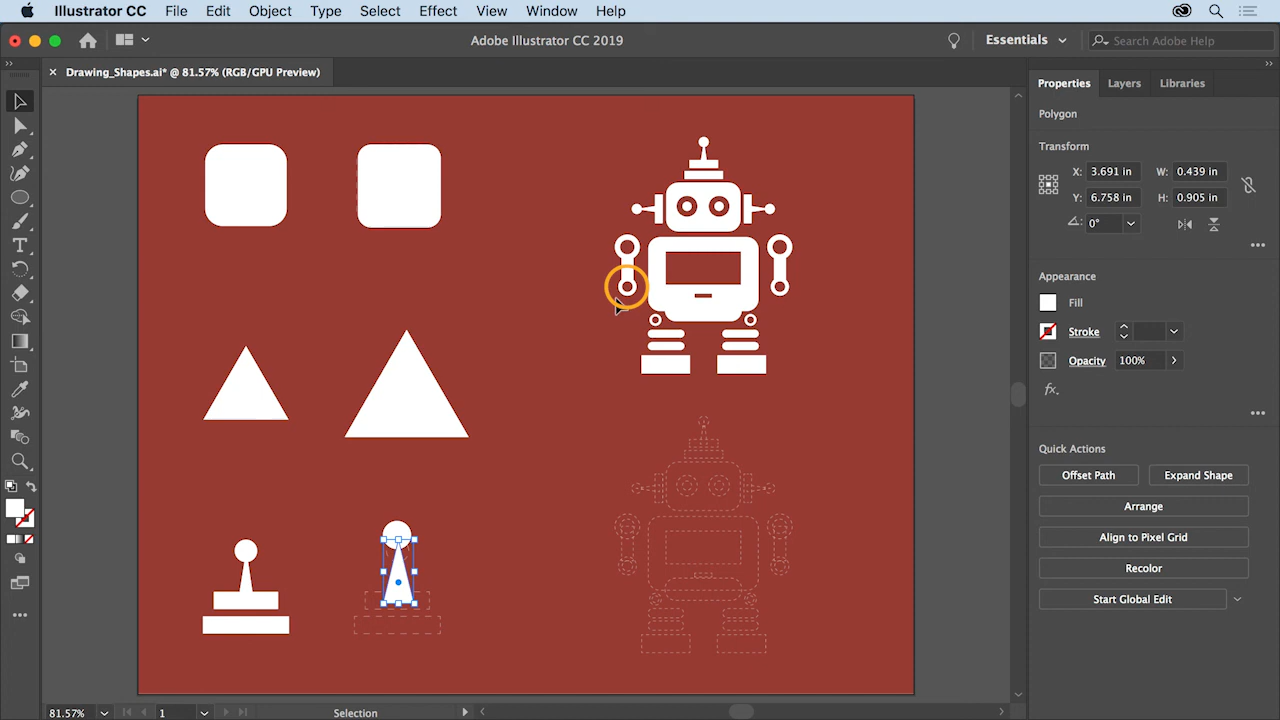 Illustrator CC File Edit Object Type Select Effect View Window Help
Adobe Illustrator CC 2019
Essentials
Search Adobe Help
Drawing_Shapes.ai* @ 81.57% (RGB/GPU Preview)
Properties Layers Libraries
Polygon
Transform
X: 3.691 in W: 0.439 in
Y: 6.758 in H: 0.905 in
0°
Appearance
Fill
Stroke
Opacity 100%
fx.
Quick Actions
Offset Path Expand Shape
Arrange
Align to Pixel Grid
Recolor
Start Global Edit
81.57% 1 Selection